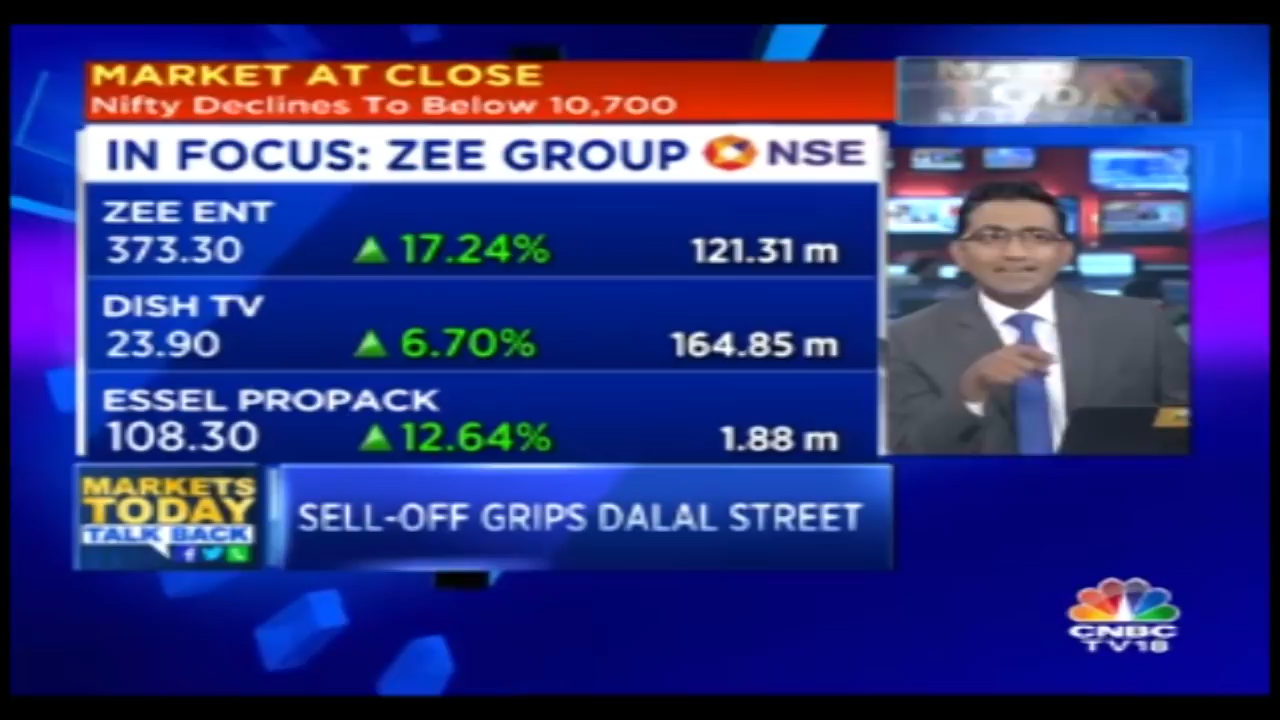 MARKET AT CLOSE
Nifty Declines To Below 10,700
IN FOCUS: ZEE GROUP NSE
ZEE ENT
373.30 ▲ 17.24% 121.31 m
DISH TV
23.90 ▲ 6.70% 164.85 m
ESSEL PROPACK
108.30 ▲ 12.64% 1.88 m
MARKETS
TODAY
TALK BACK
SELL-OFF GRIPS DALAL STREET
CNBC
TV18